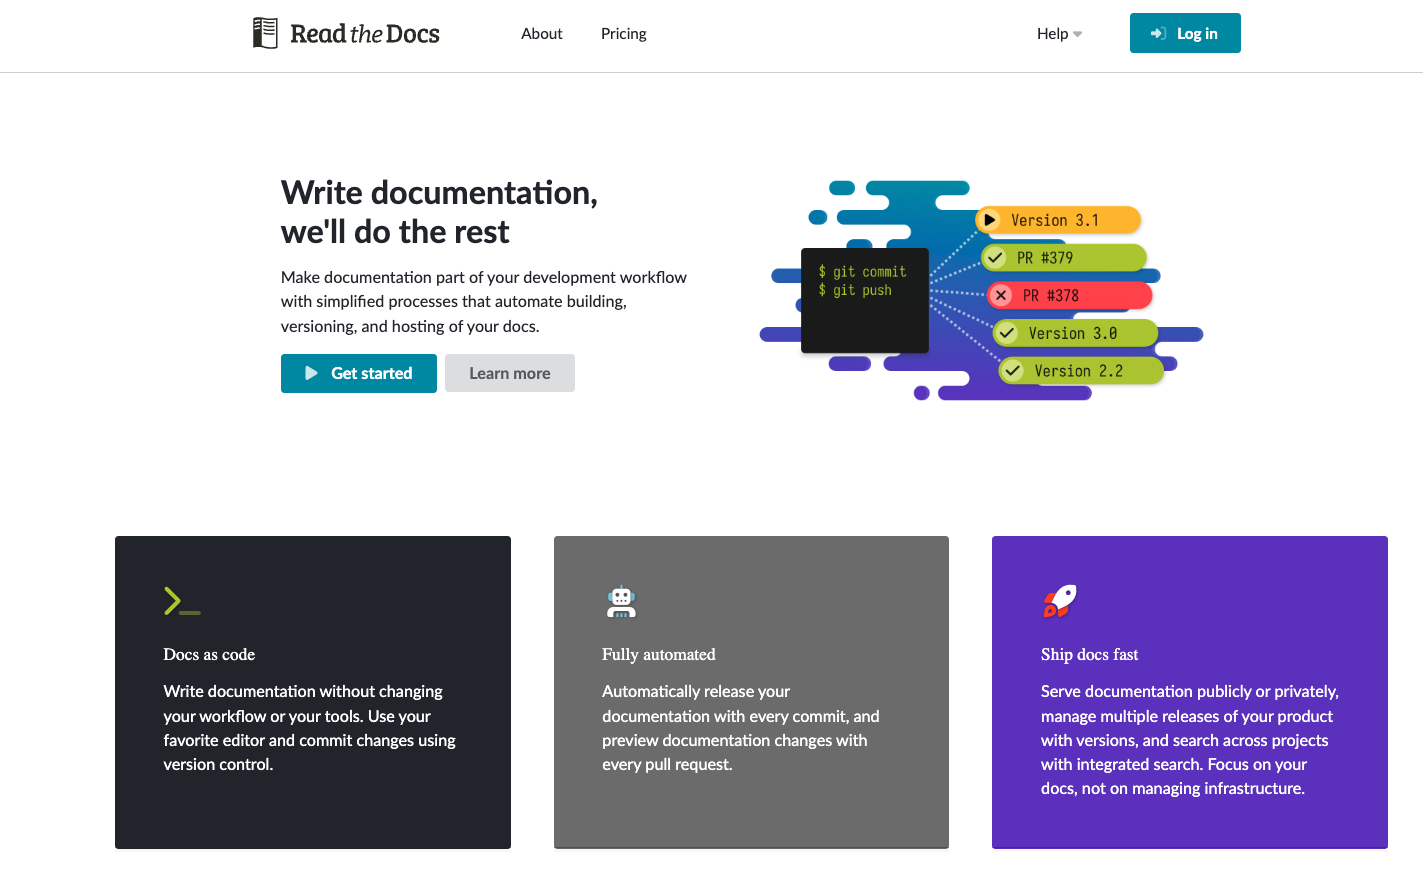 Read the Docs
About
Pricing
Help
Log in
Write documentation,
we'll do the rest
Make documentation part of your development workflow
with simplified processes that automate building,
versioning, and hosting of your docs.
Get started
Learn more
$ git commit
$ git push
Version 3.1
PR #379
PR #378
Version 3.0
Version 2.2
Docs as code
Write documentation without changing
your workflow or your tools. Use your
favorite editor and commit changes using
version control.
Fully automated
Automatically release your
documentation with every commit, and
preview documentation changes with
every pull request.
Ship docs fast
Serve documentation publicly or privately,
manage multiple releases of your product
with versions, and search across projects
with integrated search. Focus on your
docs, not on managing infrastructure.